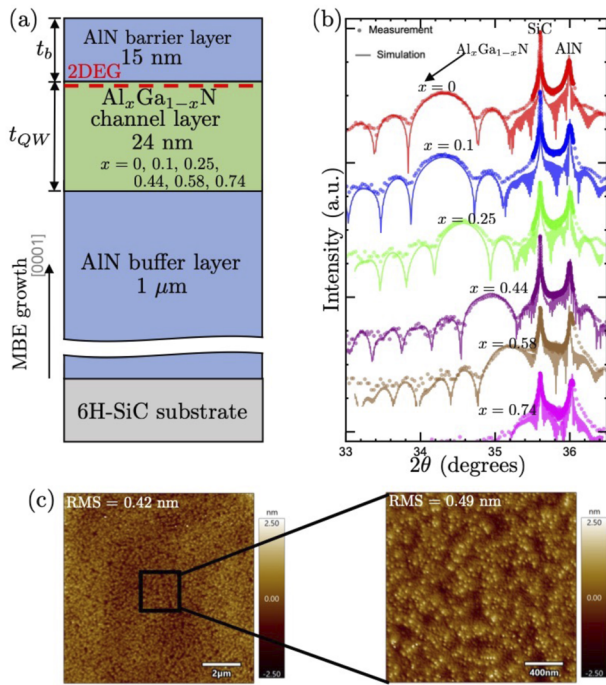 (a)
t_b
AlN barrier layer
15 nm
2DEG
t_QW
Al_xGa_{1−x}N
channel layer
24 nm
x = 0, 0.1, 0.25,
0.44, 0.58, 0.74
AlN buffer layer
1 μm
MBE growth
[0001]
6H-SiC substrate
(b)
Measurement
Simulation
SiC
AlN
Al_xGa_{1−x}N
x = 0
x = 0.1
x = 0.25
x = 0.44
x = 0.58
x = 0.74
Intensity (a.u.)
33
34
35
36
2θ (degrees)
(c)
RMS = 0.42 nm
nm
2.50
0.00
-2.50
2μm
RMS = 0.49 nm
nm
2.50
0.00
-2.50
400nm